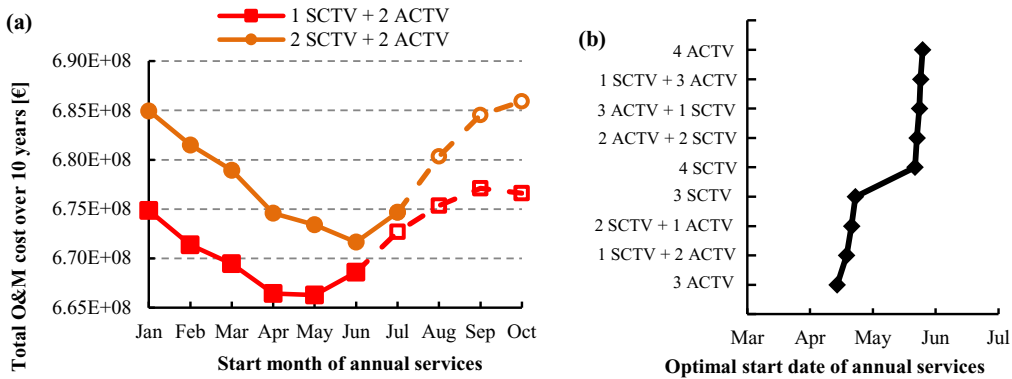 (a)
1 SCTV + 2 ACTV
2 SCTV + 2 ACTV
Total O&M cost over 10 years [€]
6.90E+08
6.85E+08
6.80E+08
6.75E+08
6.70E+08
6.65E+08
Jan Feb Mar Apr May Jun Jul Aug Sep Oct
Start month of annual services
(b)
4 ACTV
1 SCTV + 3 ACTV
3 ACTV + 1 SCTV
2 ACTV + 2 SCTV
4 SCTV
3 SCTV
2 SCTV + 1 ACTV
1 SCTV + 2 ACTV
3 ACTV
Mar Apr May Jun Jul
Optimal start date of annual services